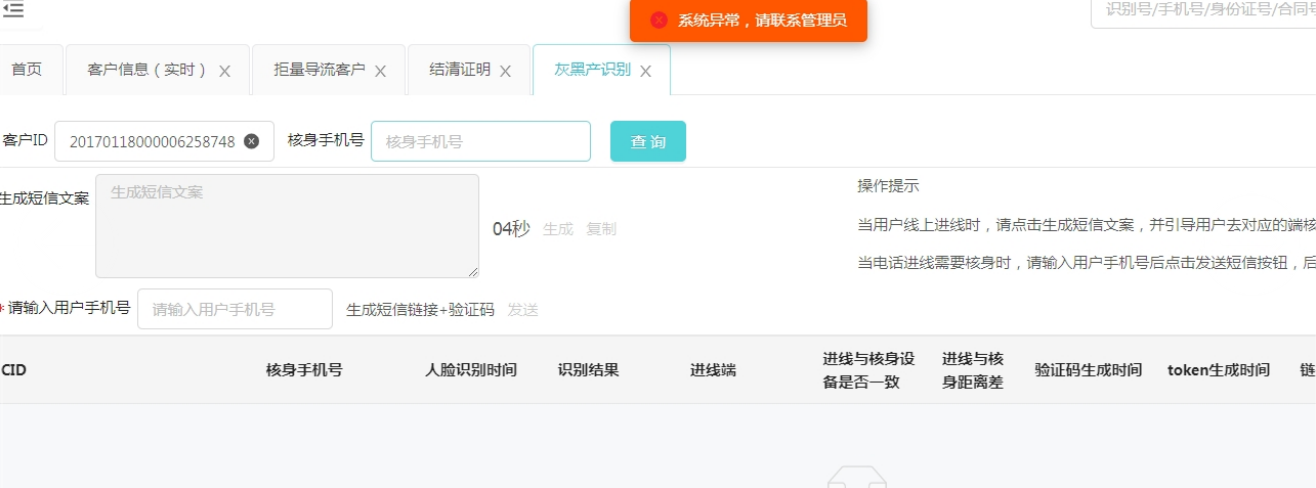 系统异常，请联系管理员
识别号/手机号/身份证号/合同号
首页 客户信息（实时） 拒量导流客户 结清证明 灰黑产识别
客户ID 20170118000006258748 核身手机号 核身手机号 查 询
生成短信文案 生成短信文案
04秒 生成 复制
操作提示
当用户线上进线时，请点击生成短信文案，并引导用户去对应的端核
当电话进线需要核身时，请输入用户手机号后点击发送短信按钮，后
* 请输入用户手机号 请输入用户手机号 生成短信链接+验证码 发送
CID 核身手机号 人脸识别时间 识别结果 进线端 进线与核身设备是否一致 进线与核身距离差 验证码生成时间 token生成时间 链